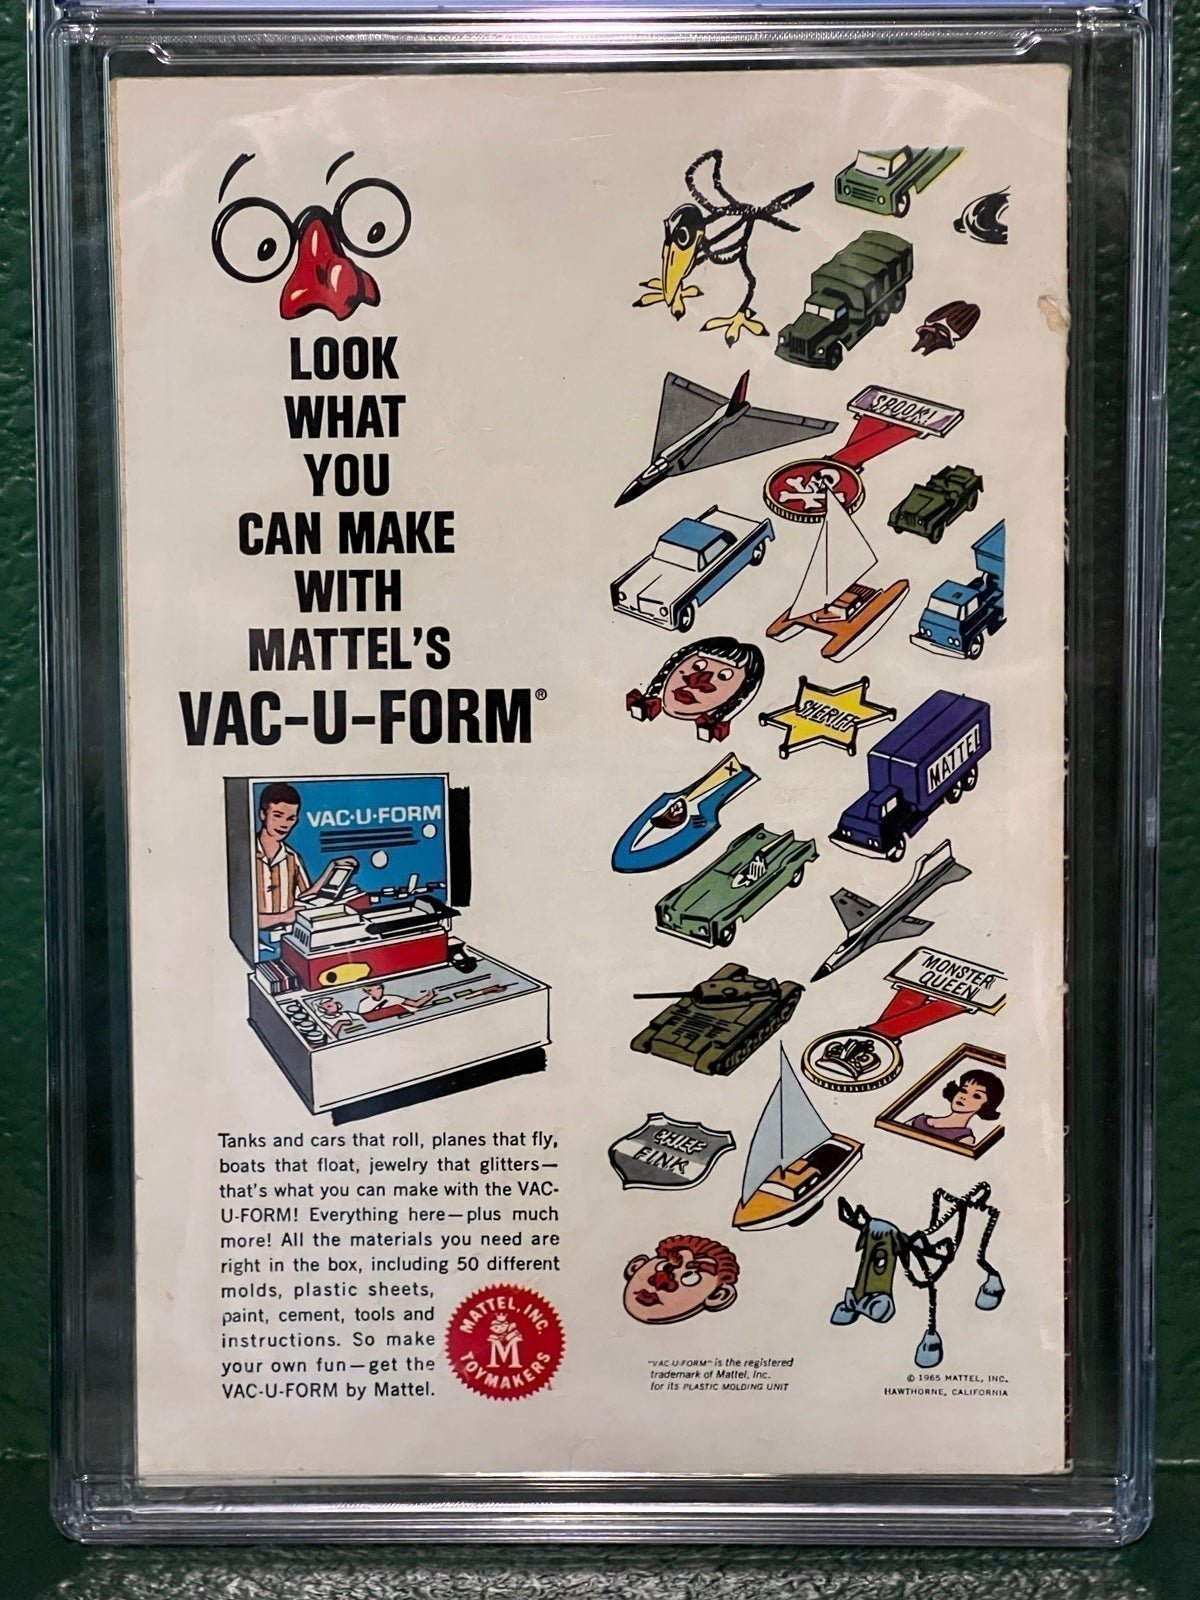 LOOK
WHAT
YOU
CAN MAKE
WITH
MATTEL'S
VAC-U-FORM®
VAC-U-FORM
Tanks and cars that roll, planes that fly,
boats that float, jewelry that glitters—
that's what you can make with the VAC-
U-FORM! Everything here—plus much
more! All the materials you need are
right in the box, including 50 different
molds, plastic sheets,
paint, cement, tools and
instructions. So make
your own fun—get the
VAC-U-FORM by Mattel.
MATTEL, INC.
M
TOYMAKERS
SPOOK!
SHERIFF
MATTEL
X
MONSTER
QUEEN
CHIEF
FINK
"VAC-U-FORM" is the registered
trademark of Mattel, Inc.
for its PLASTIC MOLDING UNIT
© 1965 MATTEL, INC.
HAWTHORNE, CALIFORNIA